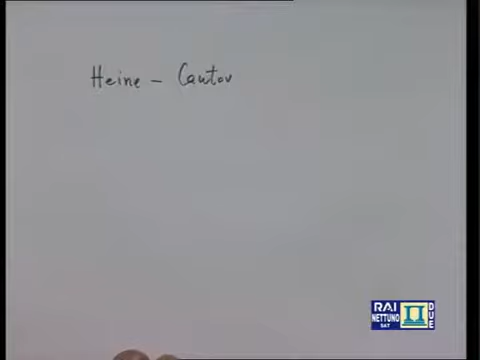 Heine - Cantor
RAI
NETTUNO
SAT
DUE